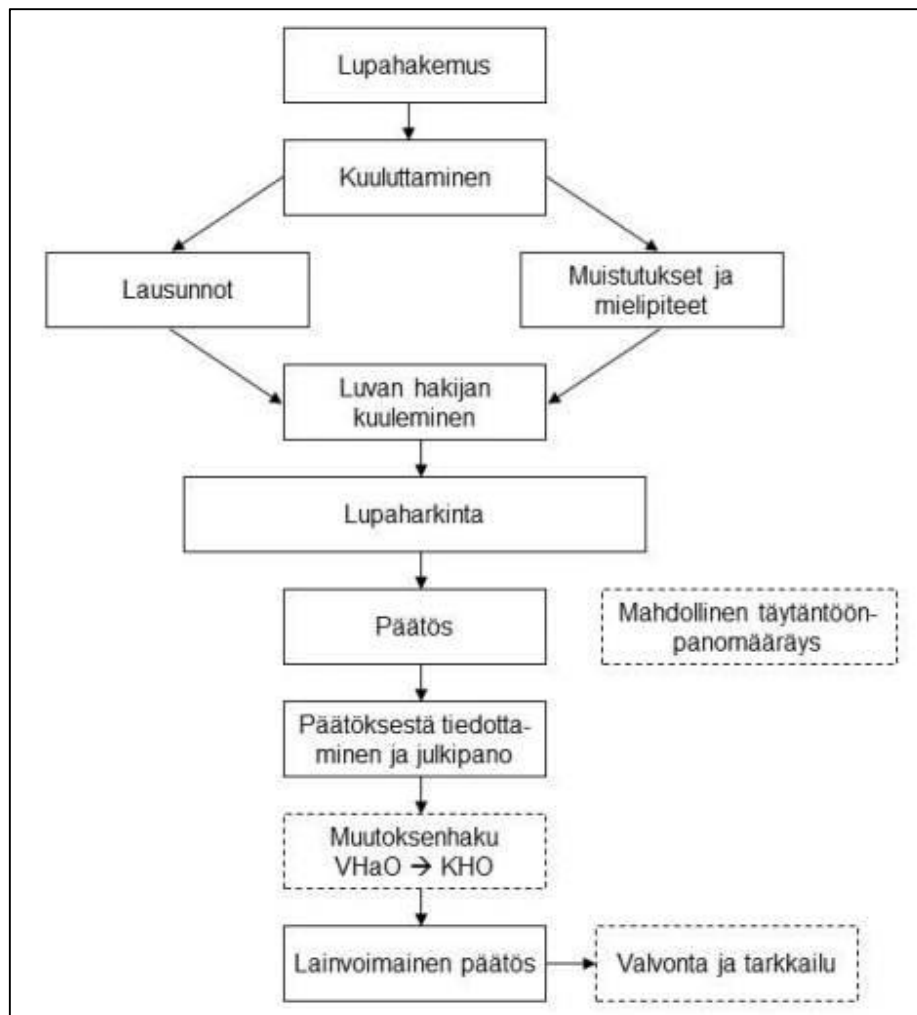 Lupahakemus
Kuuluttaminen
Lausunnot
Muistutukset ja
mielipiteet
Luvan hakijan
kuuleminen
Lupaharkinta
Päätös
Mahdollinen täytäntöön-
panomääräys
Päätöksestä tiedotta-
minen ja julkipano
Muutoksenhaku
VHaO → KHO
Lainvoimainen päätös
Valvonta ja tarkkailu